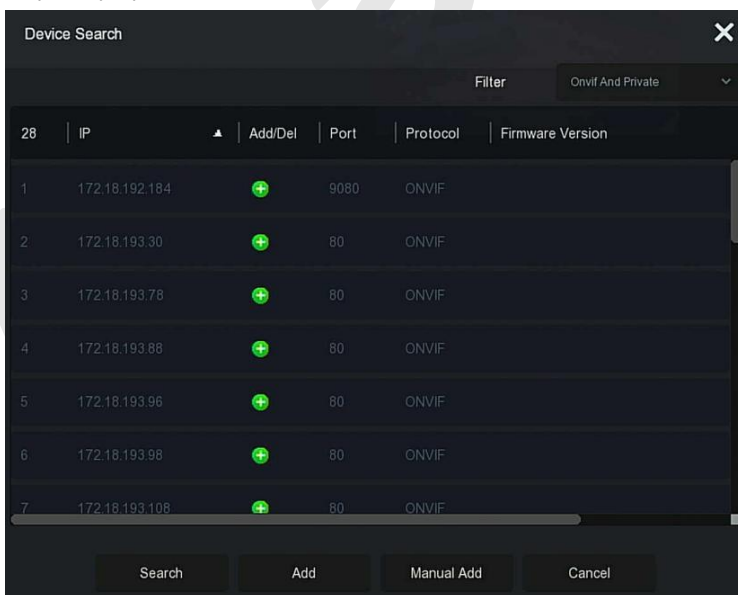 Device Search
Filter Onvif And Private
28 IP Add/Del Port Protocol Firmware Version
1 172.18.192.184 9080 ONVIF
2 172.18.193.30 80 ONVIF
3 172.18.193.78 80 ONVIF
4 172.18.193.88 80 ONVIF
5 172.18.193.96 80 ONVIF
6 172.18.193.98 80 ONVIF
7 172.18.193.108 80 ONVIF
Search Add Manual Add Cancel